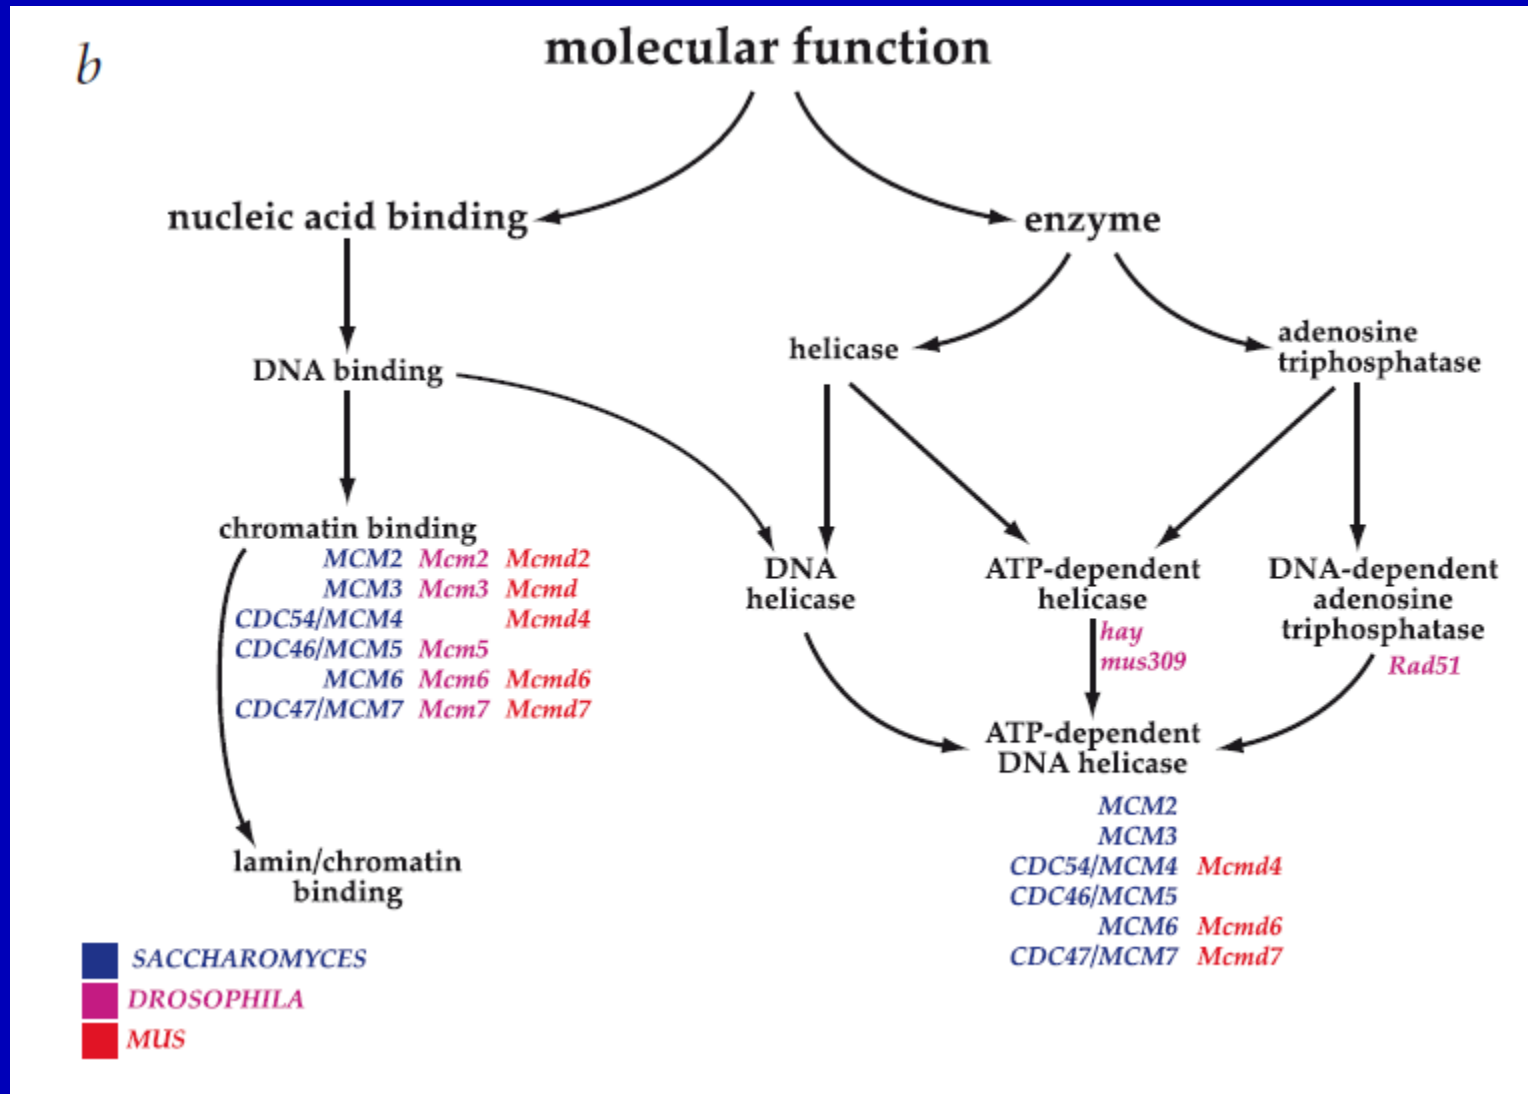 b
molecular function
nucleic acid binding
enzyme
helicase
adenosine
triphosphatase
DNA binding
chromatin binding
MCM2 Mcm2 Mcmd2
MCM3 Mcm3 Mcmd
CDC54/MCM4 Mcmd4
CDC46/MCM5 Mcm5
MCM6 Mcm6 Mcmd6
CDC47/MCM7 Mcm7 Mcmd7
DNA
helicase
ATP-dependent
helicase
hay
mus309
DNA-dependent
adenosine
triphosphatase
Rad51
ATP-dependent
DNA helicase
MCM2
MCM3
CDC54/MCM4 Mcmd4
CDC46/MCM5
MCM6 Mcmd6
CDC47/MCM7 Mcmd7
lamin/chromatin
binding
SACCHAROMYCES
DROSOPHILA
MUS